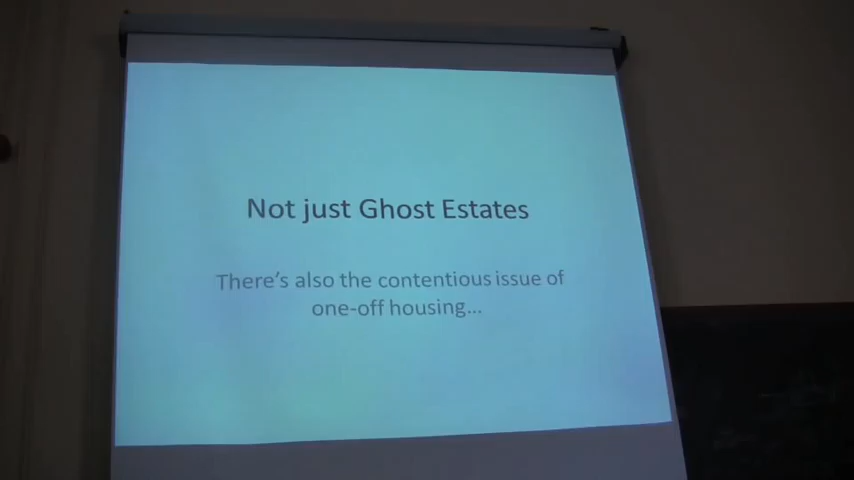 Not just Ghost Estates
There's also the contentious issue of
one-off housing...